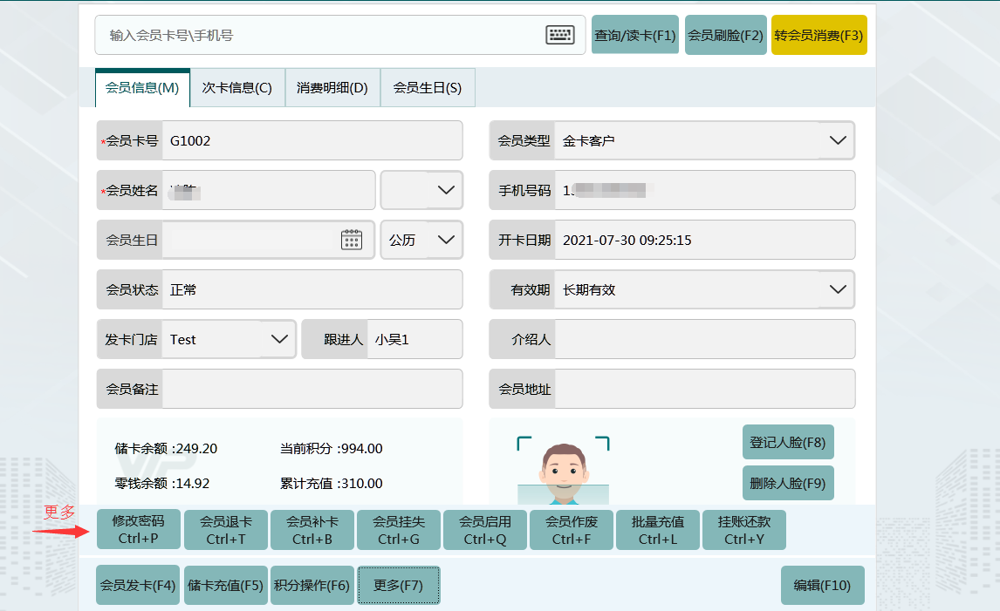 输入会员卡号\手机号
查询/读卡(F1)
会员刷脸(F2)
转会员消费(F3)
会员信息(M)
次卡信息(C)
消费明细(D)
会员生日(S)
*会员卡号 G1002
会员类型 金卡客户
*会员姓名
手机号码 1
会员生日
公历
开卡日期 2021-07-30 09:25:15
会员状态 正常
有效期 长期有效
发卡门店 Test
跟进人 小吴1
介绍人
会员备注
会员地址
VIP
储卡余额 :249.20
当前积分 :994.00
零钱余额 :14.92
累计充值 :310.00
登记人脸(F8)
删除人脸(F9)
更多
修改密码
Ctrl+P
会员退卡
Ctrl+T
会员补卡
Ctrl+B
会员挂失
Ctrl+G
会员启用
Ctrl+Q
会员作废
Ctrl+F
批量充值
Ctrl+L
挂账还款
Ctrl+Y
会员发卡(F4)
储卡充值(F5)
积分操作(F6)
更多(F7)
编辑(F10)